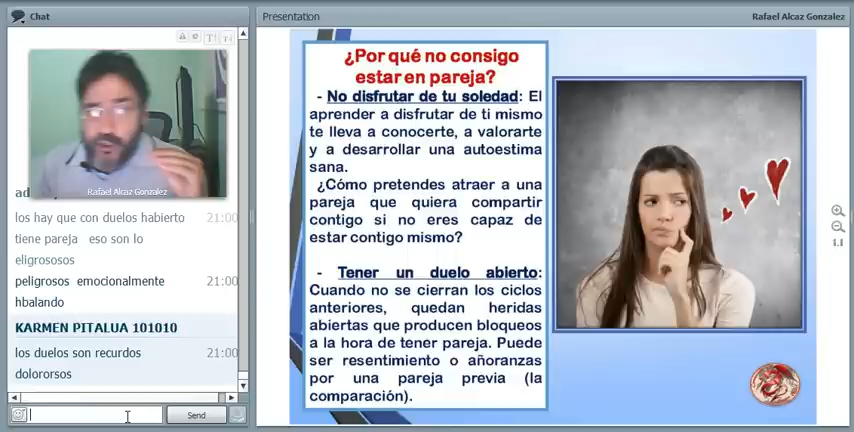 Chat
Rafael Alcaz Gonzalez
los hay que con duelos habierto 21:00
tiene pareja eso son lo
eligrososos
peligrosos emocionalmente 21:00
hbalando
KARMEN PITALUA 101010
los duelos son recurdos 21:00
dolororsos
Send
Presentation
Rafael Alcaz Gonzalez
¿Por qué no consigo
estar en pareja?
- No disfrutar de tu soledad: El
aprender a disfrutar de ti mismo
te lleva a conocerte, a valorarte
y a desarrollar una autoestima
sana.
¿Cómo pretendes atraer a una
pareja que quiera compartir
contigo si no eres capaz de
estar contigo mismo?
- Tener un duelo abierto:
Cuando no se cierran los ciclos
anteriores, quedan heridas
abiertas que producen bloqueos
a la hora de tener pareja. Puede
ser resentimiento o añoranzas
por una pareja previa (la
comparación).
1:1